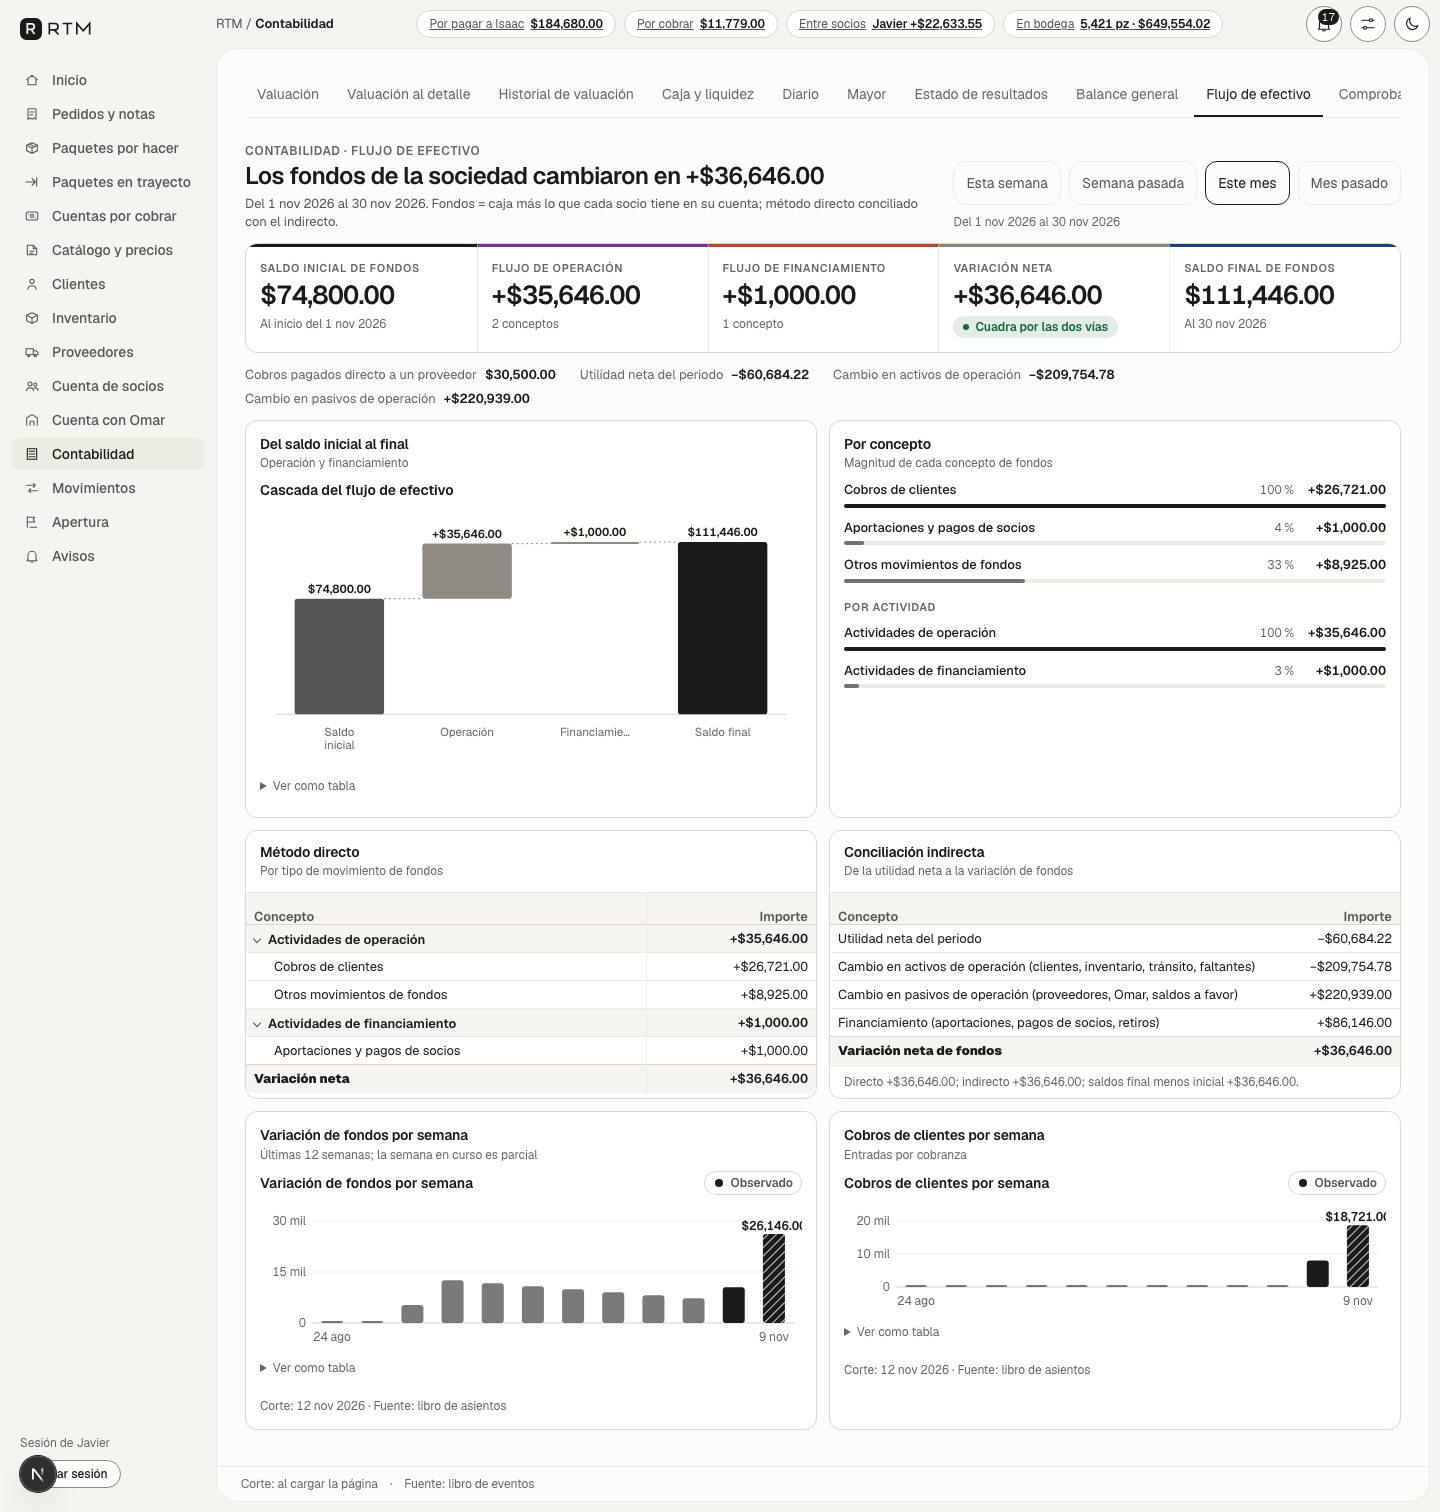 R RTM
RTM / Contabilidad
Por pagar a Isaac $184,680.00
Por cobrar $11,779.00
Entre socios Javier +$22,633.55
En bodega 5,421 pz · $649,554.02
17
Inicio
Pedidos y notas
Paquetes por hacer
Paquetes en trayecto
Cuentas por cobrar
Catálogo y precios
Clientes
Inventario
Proveedores
Cuenta de socios
Cuenta con Omar
Contabilidad
Movimientos
Apertura
Avisos
Sesión de Javier
N ar sesión
Valuación
Valuación al detalle
Historial de valuación
Caja y liquidez
Diario
Mayor
Estado de resultados
Balance general
Flujo de efectivo
Comproba
CONTABILIDAD · FLUJO DE EFECTIVO
Los fondos de la sociedad cambiaron en +$36,646.00
Del 1 nov 2026 al 30 nov 2026. Fondos = caja más lo que cada socio tiene en su cuenta; método directo conciliado
con el indirecto.
Esta semana
Semana pasada
Este mes
Mes pasado
Del 1 nov 2026 al 30 nov 2026
SALDO INICIAL DE FONDOS
$74,800.00
Al inicio del 1 nov 2026
FLUJO DE OPERACIÓN
+$35,646.00
2 conceptos
FLUJO DE FINANCIAMIENTO
+$1,000.00
1 concepto
VARIACIÓN NETA
+$36,646.00
Cuadra por las dos vías
SALDO FINAL DE FONDOS
$111,446.00
Al 30 nov 2026
Cobros pagados directo a un proveedor $30,500.00
Utilidad neta del periodo −$60,684.22
Cambio en activos de operación −$209,754.78
Cambio en pasivos de operación +$220,939.00
Del saldo inicial al final
Operación y financiamiento
Cascada del flujo de efectivo
$74,800.00
+$35,646.00
+$1,000.00
$111,446.00
Saldo
inicial
Operación
Financiamie…
Saldo final
Ver como tabla
Por concepto
Magnitud de cada concepto de fondos
Cobros de clientes 100 % +$26,721.00
Aportaciones y pagos de socios 4 % +$1,000.00
Otros movimientos de fondos 33 % +$8,925.00
POR ACTIVIDAD
Actividades de operación 100 % +$35,646.00
Actividades de financiamiento 3 % +$1,000.00
Método directo
Por tipo de movimiento de fondos
Concepto Importe
Actividades de operación +$35,646.00
Cobros de clientes +$26,721.00
Otros movimientos de fondos +$8,925.00
Actividades de financiamiento +$1,000.00
Aportaciones y pagos de socios +$1,000.00
Variación neta +$36,646.00
Conciliación indirecta
De la utilidad neta a la variación de fondos
Concepto Importe
Utilidad neta del periodo −$60,684.22
Cambio en activos de operación (clientes, inventario, tránsito, faltantes) −$209,754.78
Cambio en pasivos de operación (proveedores, Omar, saldos a favor) +$220,939.00
Financiamiento (aportaciones, pagos de socios, retiros) +$86,146.00
Variación neta de fondos +$36,646.00
Directo +$36,646.00; indirecto +$36,646.00; saldos final menos inicial +$36,646.00.
Variación de fondos por semana
Últimas 12 semanas; la semana en curso es parcial
Variación de fondos por semana Observado
30 mil
$26,146.00
15 mil
0
24 ago 9 nov
Ver como tabla
Corte: 12 nov 2026 · Fuente: libro de asientos
Cobros de clientes por semana
Entradas por cobranza
Cobros de clientes por semana Observado
20 mil
$18,721.00
10 mil
0
24 ago 9 nov
Ver como tabla
Corte: 12 nov 2026 · Fuente: libro de asientos
Corte: al cargar la página · Fuente: libro de eventos